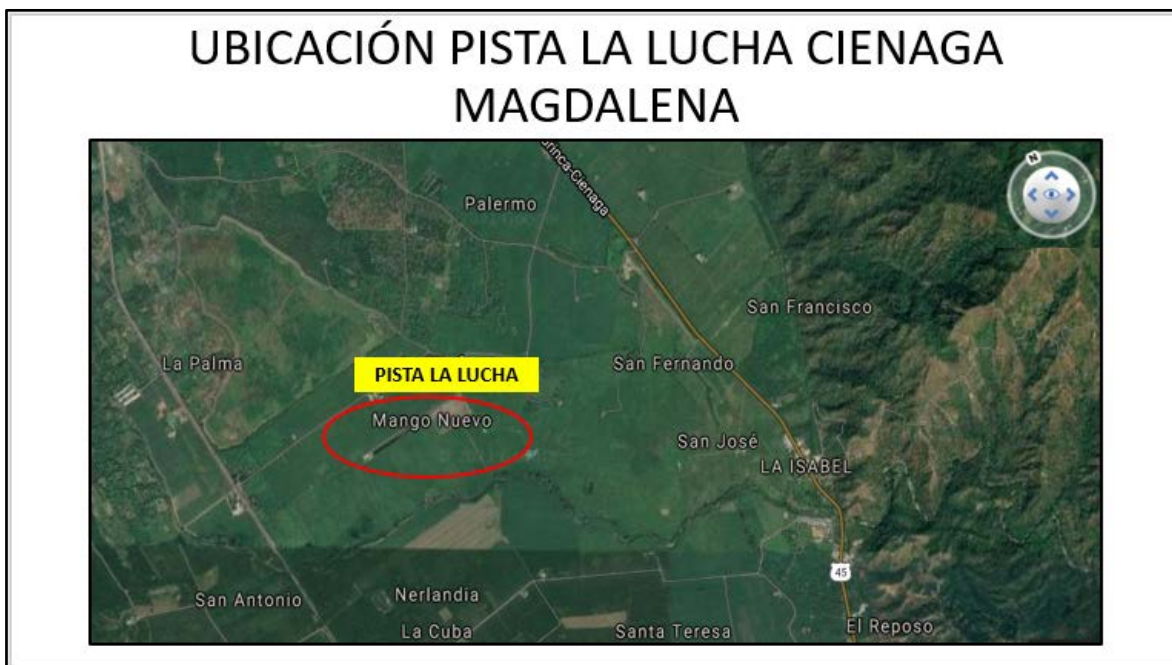 UBICACIÓN PISTA LA LUCHA CIENAGA
MAGDALENA
N
Cienaga
Palermo
San Francisco
La Palma
San Fernando
PISTA LA LUCHA
Mango Nuevo
San José
LA ISABEL
45
San Antonio
Nerlandia
La Cuba
Santa Teresa
El Reposo